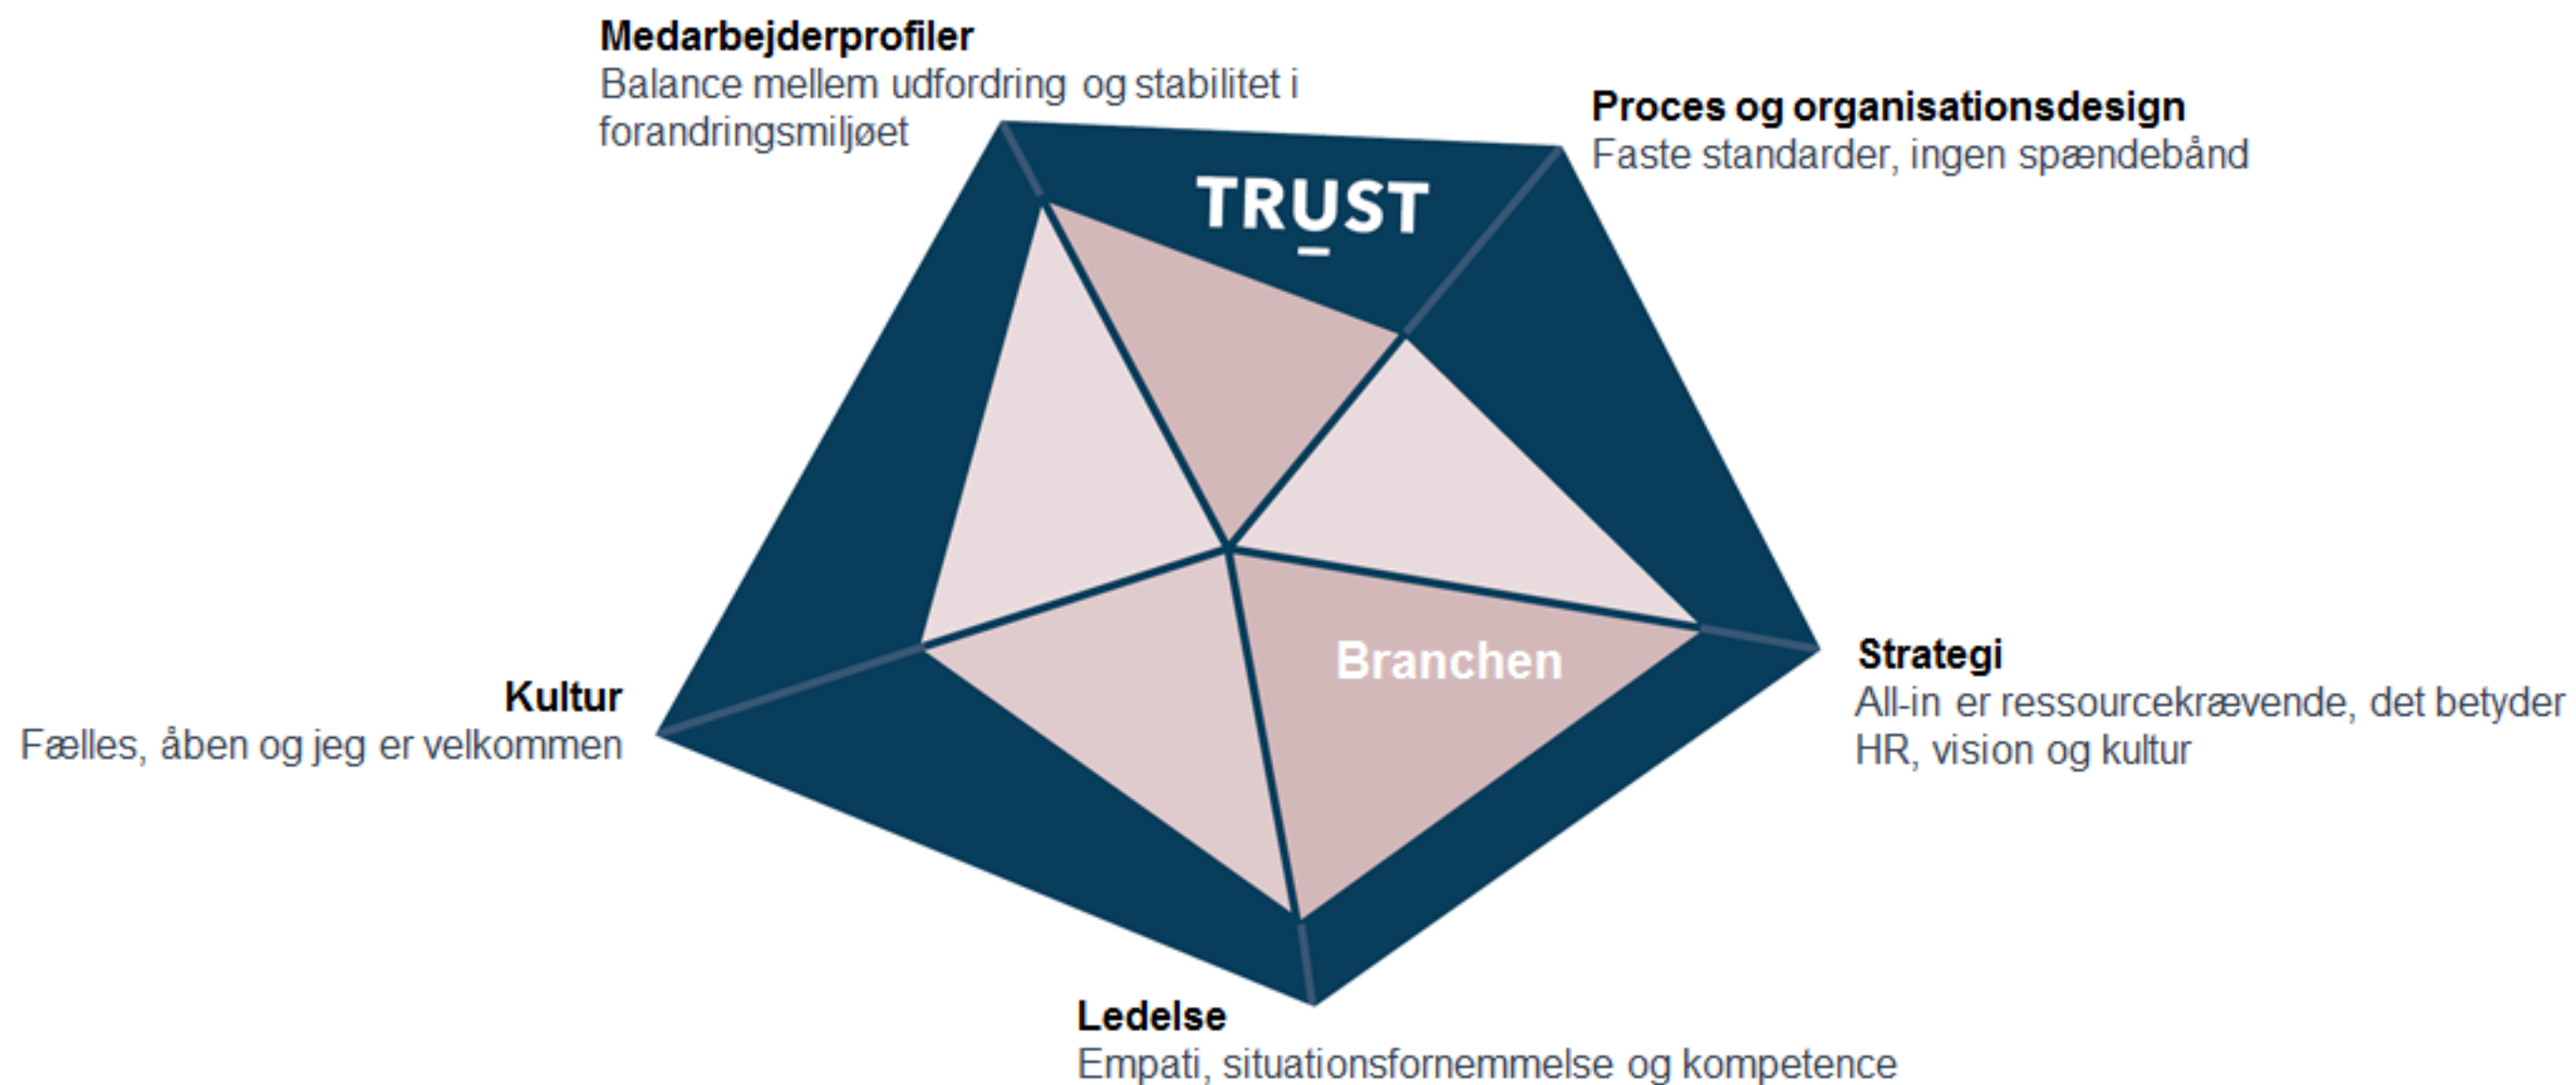 Medarbejderprofiler
Balance mellem udfordring og stabilitet i
forandringsmiljøet
Proces og organisationsdesign
Faste standarder, ingen spændebånd
TRUST
Branchen
Strategi
All-in er ressourcekrævende, det betyder
HR, vision og kultur
Kultur
Fælles, åben og jeg er velkommen
Ledelse
Empati, situationsfornemmelse og kompetence